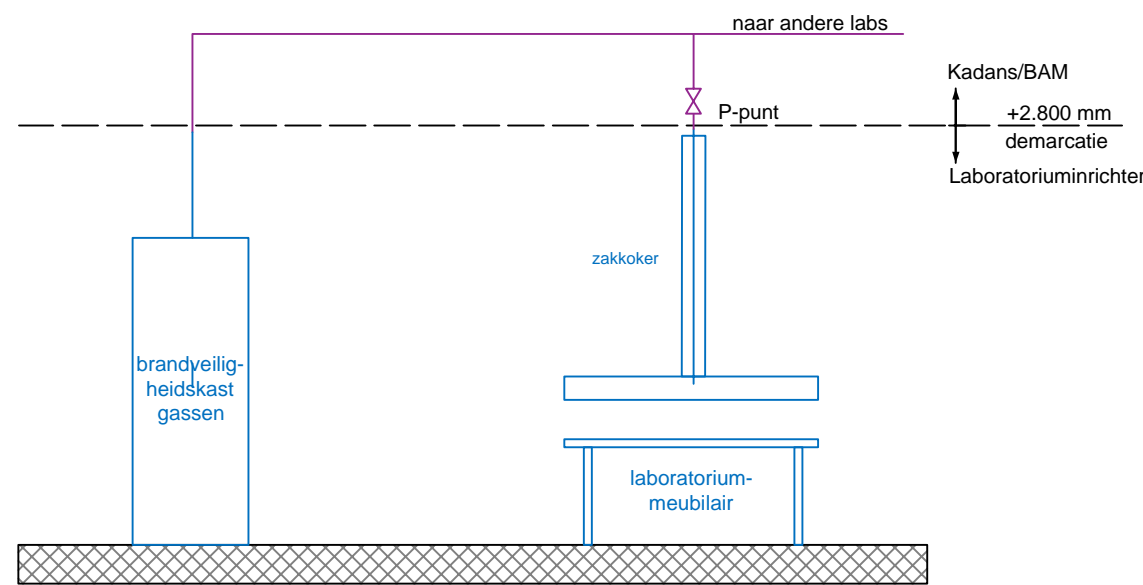 naar andere labs
Kadans/BAM
P-punt
+2.800 mm
demarcatie
Laboratoriuminrichter
zakkoker
brandveilig-
heidskast
gassen
laboratorium-
meubilair